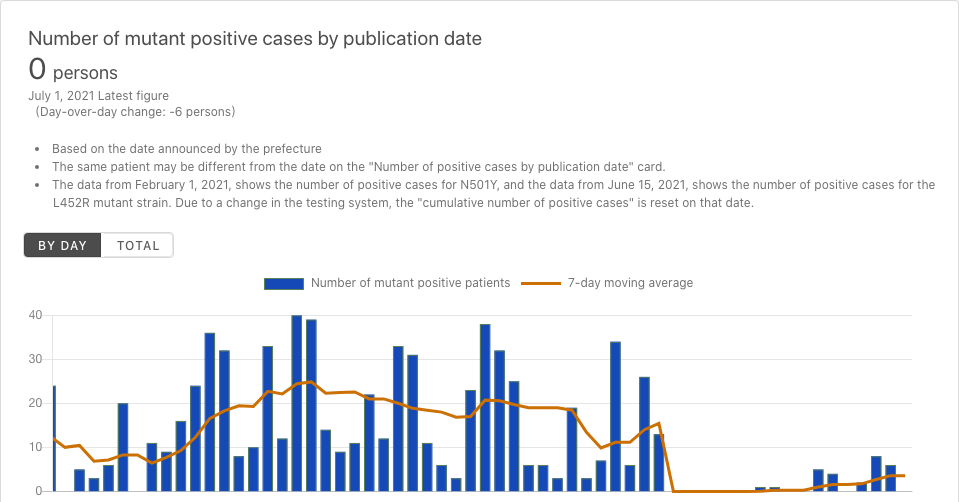 Number of mutant positive cases by publication date
0 persons
July 1, 2021 Latest figure
(Day-over-day change: -6 persons)
• Based on the date announced by the prefecture
• The same patient may be different from the date on the "Number of positive cases by publication date" card.
• The data from February 1, 2021, shows the number of positive cases for N501Y, and the data from June 15, 2021, shows the number of positive cases for the
L452R mutant strain. Due to a change in the testing system, the "cumulative number of positive cases" is reset on that date.
BY DAY TOTAL
Number of mutant positive patients 7-day moving average
40
30
20
10
0